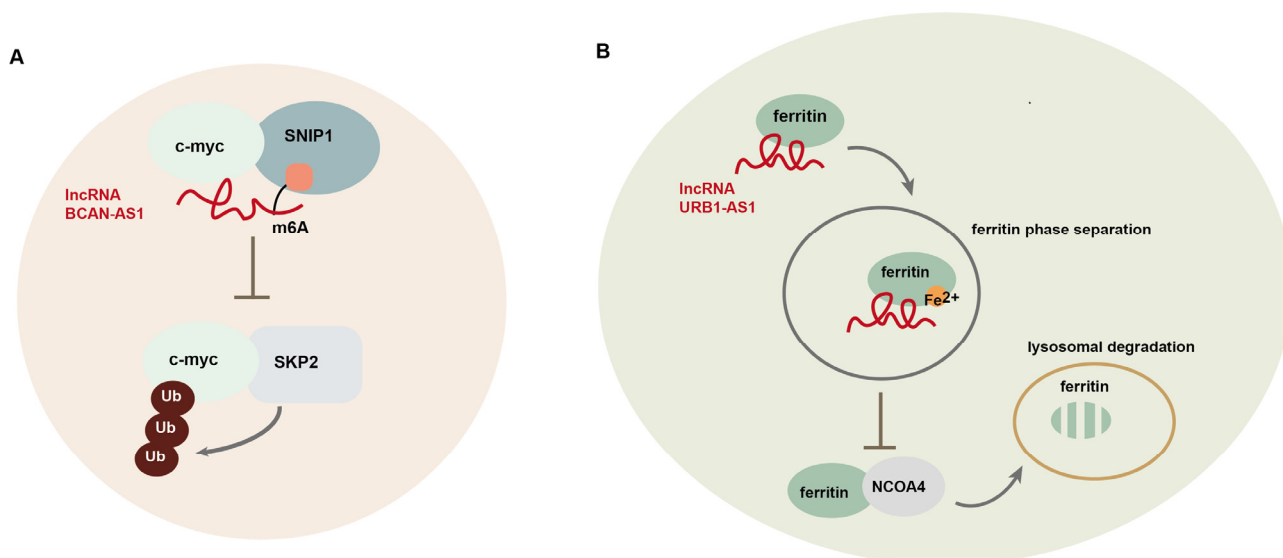 A
c-myc
SNIP1
lncRNA
BCAN-AS1
m6A
c-myc
SKP2
Ub
Ub
Ub
B
ferritin
lncRNA
URB1-AS1
ferritin phase separation
ferritin
Fe2+
lysosomal degradation
ferritin
ferritin
NCOA4